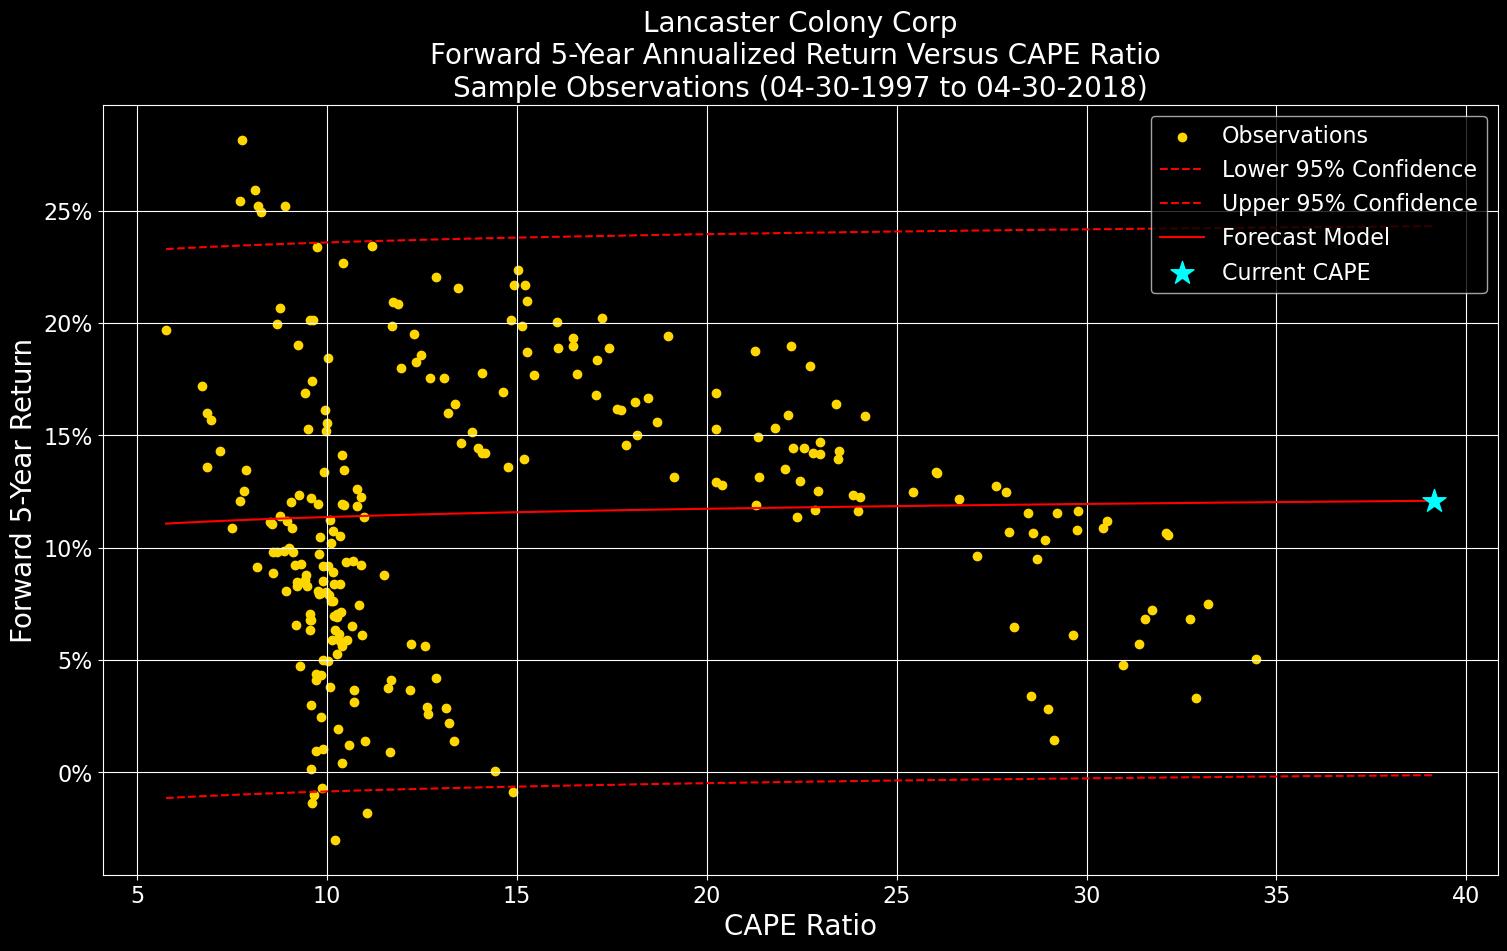 Lancaster Colony Corp
Forward 5-Year Annualized Return Versus CAPE Ratio
Sample Observations (04-30-1997 to 04-30-2018)
Observations
Lower 95% Confidence
Upper 95% Confidence
Forecast Model
Current CAPE
Forward 5-Year Return
25%
20%
15%
10%
5%
0%
5 10 15 20 25 30 35 40
CAPE Ratio